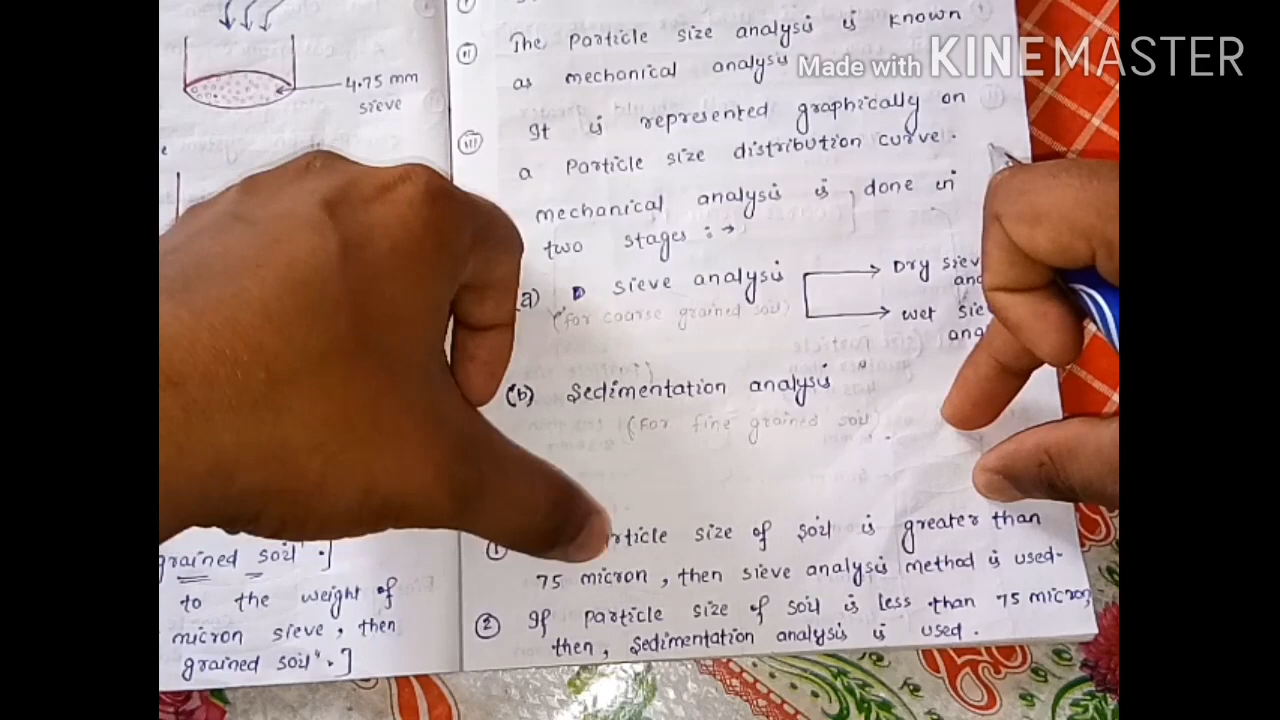 4.75 mm
sieve
grained soil".]
to the weight of
micron sieve, then
grained soil".]
(ii) The Particle size analysis is known
as mechanical analysis
(iii) It is represented graphically on
a Particle size distribution curve.
mechanical analysis is done in
two stages :→
(a) sieve analysis
(for coarse grained soil)
Dry
wet
(b) Sedimentation analysis
(For fine grained soil).
(1) size of soil is greater than
75 micron, then sieve analysis method is used.
(2) If particle size of soil is less than 75 micron,
then, sedimentation analysis is used.
Made with KINEMASTER